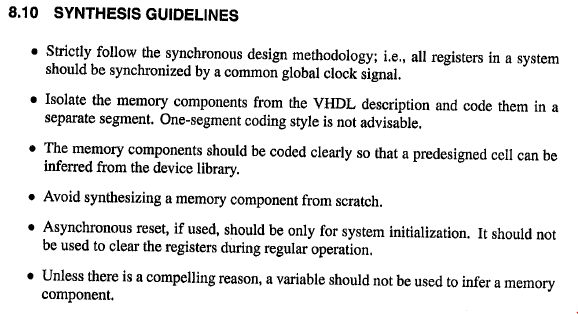 8.10 SYNTHESIS GUIDELINES
• Strictly follow the synchronous design methodology; i.e., all registers in a system
should be synchronized by a common global clock signal.
• Isolate the memory components from the VHDL description and code them in a
separate segment. One-segment coding style is not advisable.
• The memory components should be coded clearly so that a predesigned cell can be
inferred from the device library.
• Avoid synthesizing a memory component from scratch.
• Asynchronous reset, if used, should be only for system initialization. It should not
be used to clear the registers during regular operation.
• Unless there is a compelling reason, a variable should not be used to infer a memory
component.